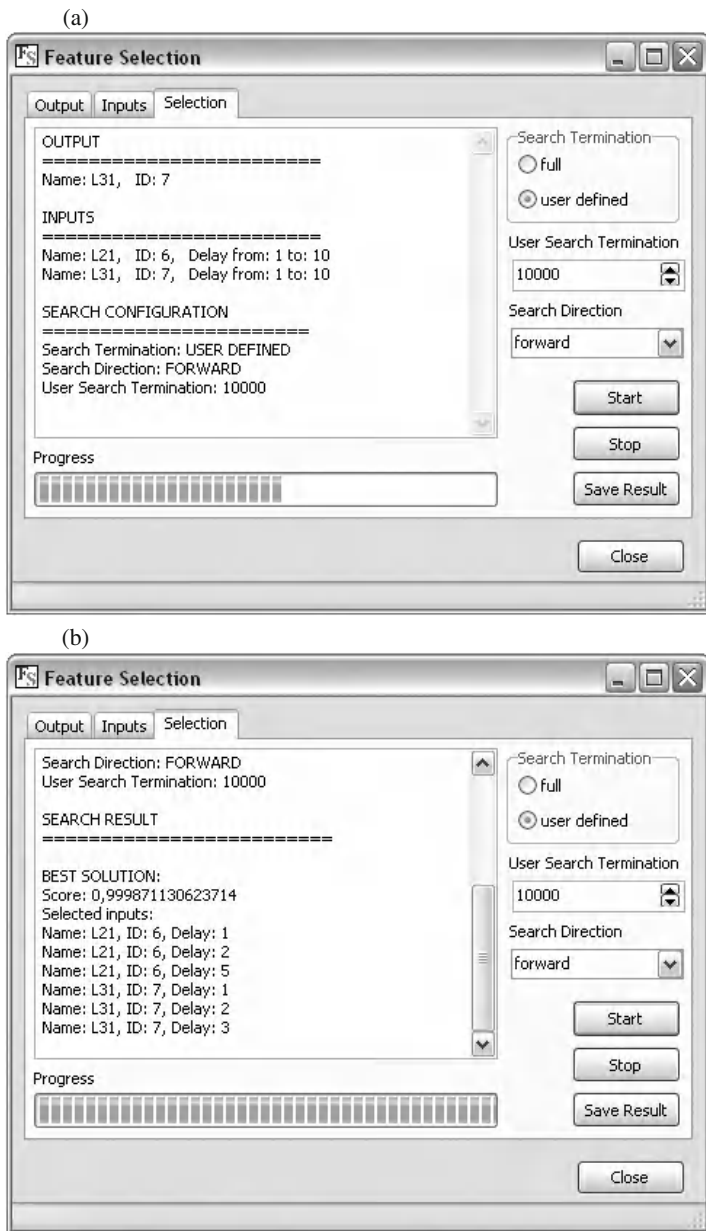 (a)
FS Feature Selection
Output Inputs Selection
OUTPUT
========================
Name: L31, ID: 7
INPUTS
========================
Name: L21, ID: 6, Delay from: 1 to: 10
Name: L31, ID: 7, Delay from: 1 to: 10
SEARCH CONFIGURATION
=======================
Search Termination: USER DEFINED
Search Direction: FORWARD
User Search Termination: 10000
Search Termination
full
user defined
User Search Termination
10000
Search Direction
forward
Start
Stop
Save Result
Progress
Close
(b)
FS Feature Selection
Output Inputs Selection
Search Direction: FORWARD
User Search Termination: 10000
SEARCH RESULT
=========================
BEST SOLUTION:
Score: 0,999871130623714
Selected inputs:
Name: L21, ID: 6, Delay: 1
Name: L21, ID: 6, Delay: 2
Name: L21, ID: 6, Delay: 5
Name: L31, ID: 7, Delay: 1
Name: L31, ID: 7, Delay: 2
Name: L31, ID: 7, Delay: 3
Search Termination
full
user defined
User Search Termination
10000
Search Direction
forward
Start
Stop
Save Result
Progress
Close